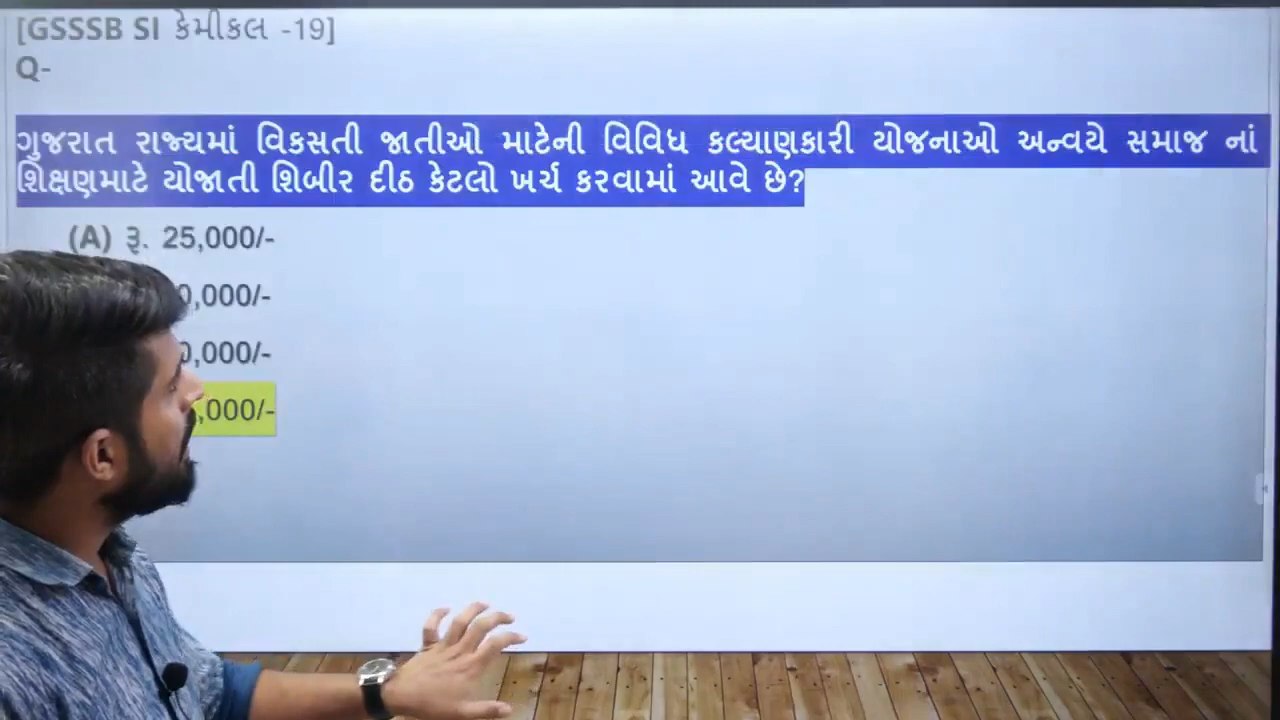 [GSSSB SI કેમીકલ -19]
Q-
ગુજરાત રાજ્યમાં વિકસતી જાતીઓ માટેની વિવિધ કલ્યાણકારી યોજનાઓ અન્વયે સમાજ નાં
શિક્ષણમાટે યોજાતી શિબીર દીઠ કેટલો ખર્ચ કરવામાં આવે છે?
(A) રૂ. 25,000/-
0,000/-
0,000/-
,000/-